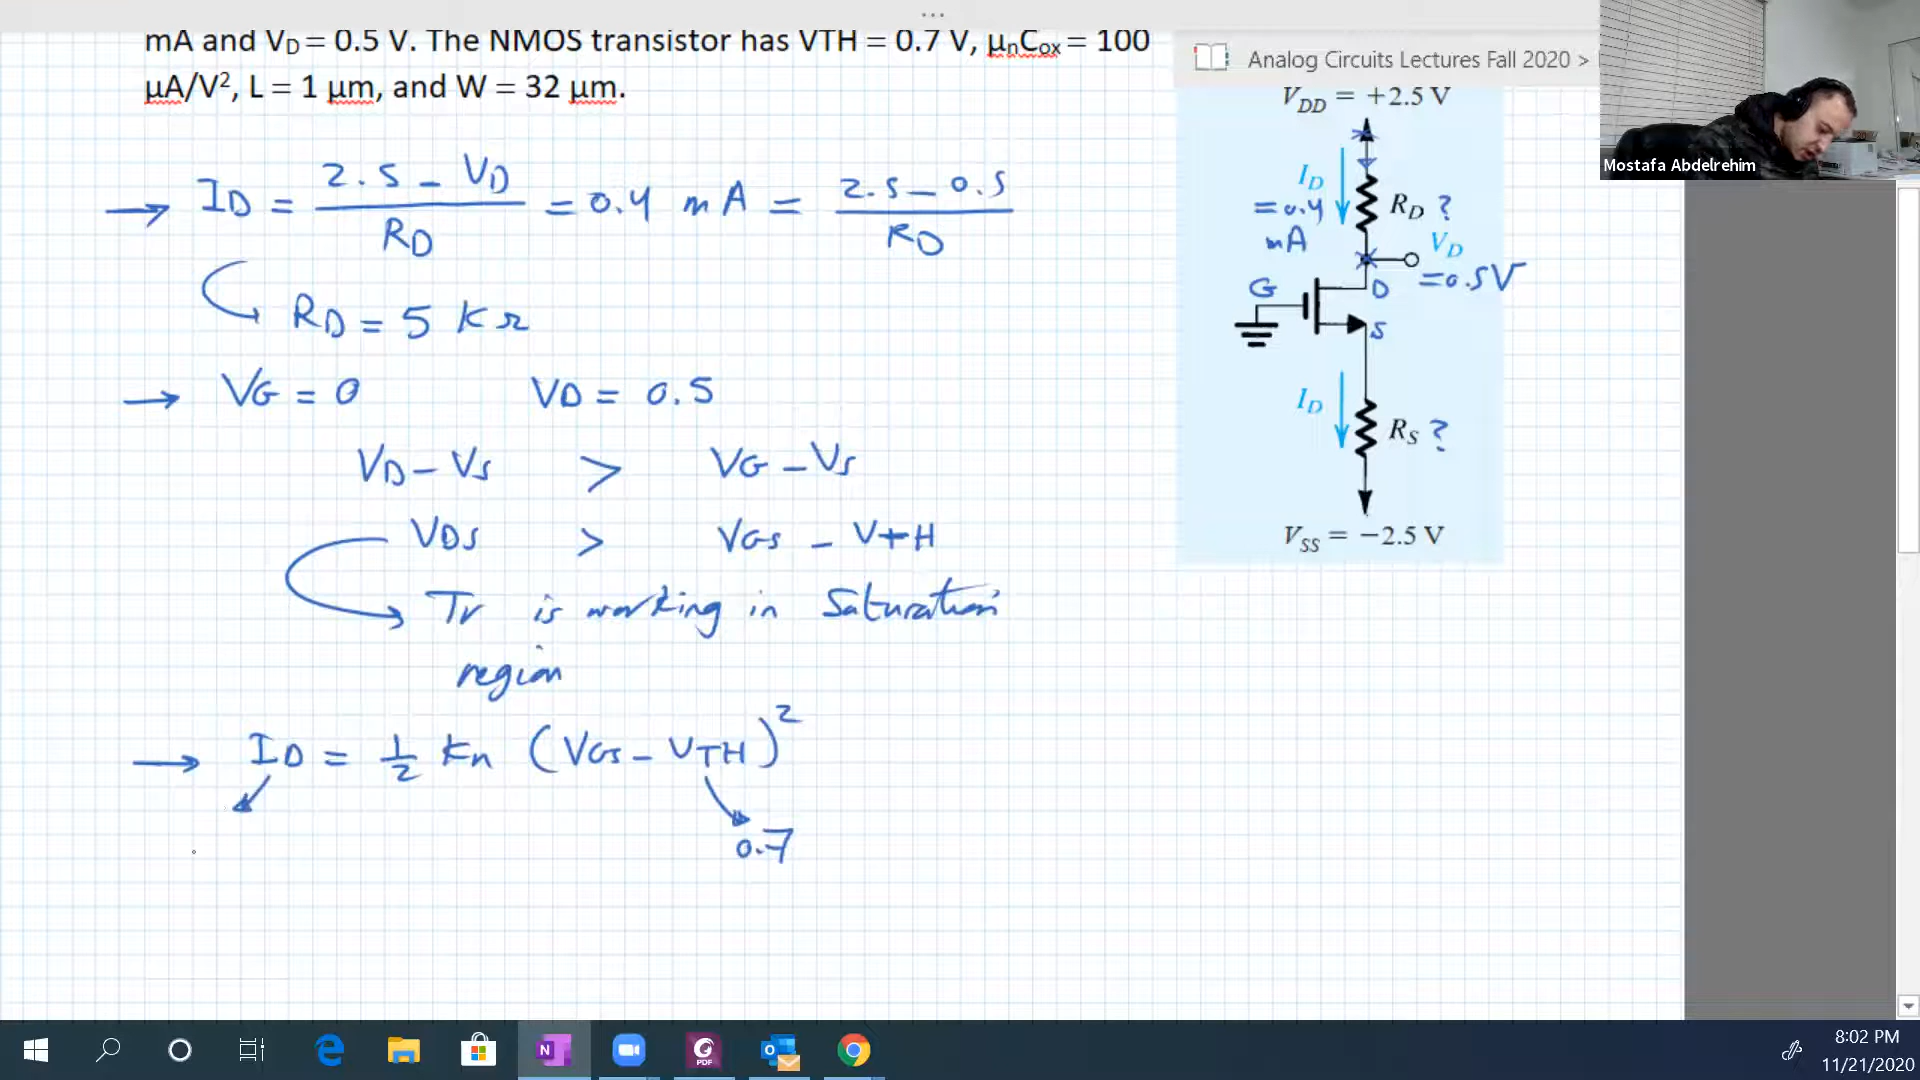 mA and VD = 0.5 V. The NMOS transistor has VTH = 0.7 V, μnCox = 100
μA/V², L = 1 μm, and W = 32 μm.
Analog Circuits Lectures Fall 2020 >
Mostafa Abdelrehim
→ ID = (2.5 - VD) / RD = 0.4 mA = (2.5 - 0.5) / RD
RD = 5 KΩ
→ VG = 0 VD = 0.5
VD - VS > VG - VS
VDS > VGS - VTH
Tr is working in Saturation
region
→ ID = 1/2 Kn (VGS - VTH)²
0.7
VDD = +2.5 V
ID
= 0.4
mA
RD ?
VD
= 0.5V
G
D
S
ID
RS ?
VSS = −2.5 V
N
PDF
8:02 PM
11/21/2020